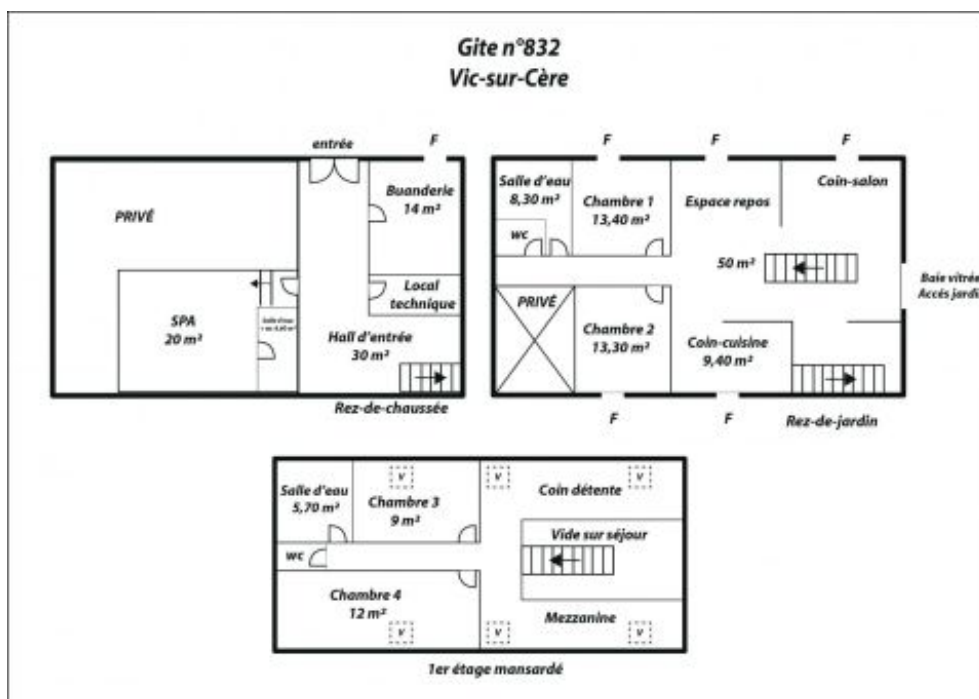 Gite n°832
Vic-sur-Cère
entrée
F
PRIVÉ
Buanderie
14 m²
Local
technique
SPA
20 m²
Hall d'entrée
30 m²
Rez-de-chaussée
F
F
F
Salle d'eau
8,30 m²
wc
Chambre 1
13,40 m²
Espace repos
Coin-salon
50 m²
Baie vitrée
Accés jardin
PRIVÉ
Chambre 2
13,30 m²
Coin-cuisine
9,40 m²
F
F
Rez-de-jardin
Salle d'eau
5,70 m²
wc
Chambre 3
9 m²
V
V
V
Coin détente
Vide sur séjour
Chambre 4
12 m²
Mezzanine
V
V
V
1er étage mansardé